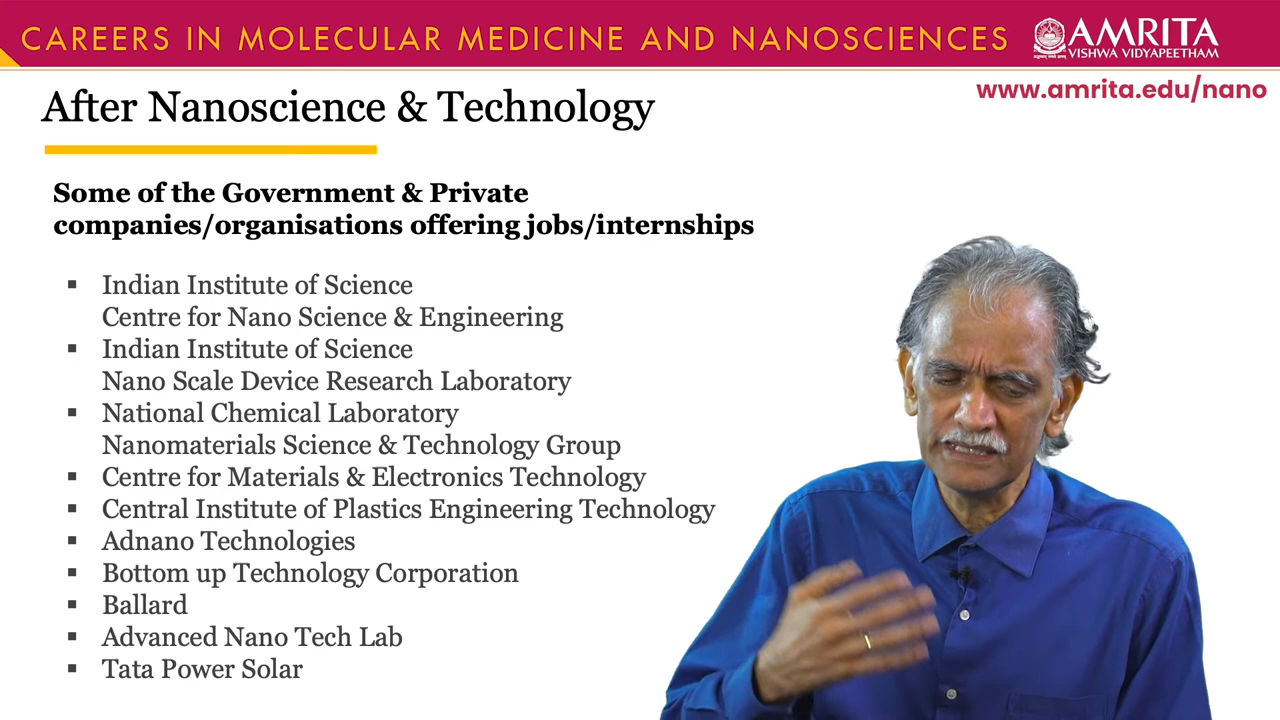 CAREERS IN MOLECULAR MEDICINE AND NANOSCIENCES
AMRITA
VISHWA VIDYAPEETHAM
www.amrita.edu/nano
After Nanoscience & Technology
Some of the Government & Private
companies/organisations offering jobs/internships
▪ Indian Institute of Science
Centre for Nano Science & Engineering
▪ Indian Institute of Science
Nano Scale Device Research Laboratory
▪ National Chemical Laboratory
Nanomaterials Science & Technology Group
▪ Centre for Materials & Electronics Technology
▪ Central Institute of Plastics Engineering Technology
▪ Adnano Technologies
▪ Bottom up Technology Corporation
▪ Ballard
▪ Advanced Nano Tech Lab
▪ Tata Power Solar